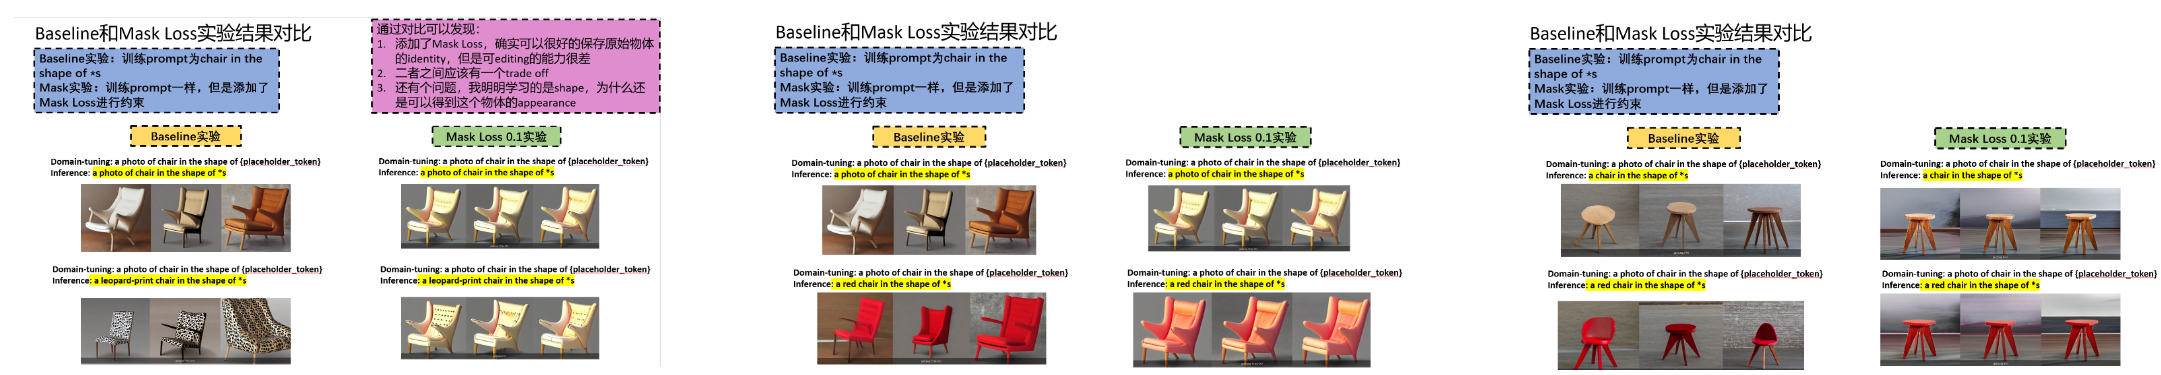 Baseline和Mask Loss实验结果对比
Baseline实验：训练prompt为chair in the
shape of *s
Mask实验：训练prompt一样，但是添加了
Mask Loss进行约束
通过对比可以发现：
1. 添加了Mask Loss，确实可以很好的保存原始物体
的identity，但是可editing的能力很差
2. 二者之间应该有一个trade off
3. 还有个问题，我明明学习的是shape，为什么还
是可以得到这个物体的appearance
Baseline实验
Domain-tuning: a photo of chair in the shape of {placeholder_token}
Inference: a photo of chair in the shape of *s
Domain-tuning: a photo of chair in the shape of {placeholder_token}
Inference: a leopard-print chair in the shape of *s
Mask Loss 0.1实验
Domain-tuning: a photo of chair in the shape of {placeholder_token}
Inference: a photo of chair in the shape of *s
Domain-tuning: a photo of chair in the shape of {placeholder_token}
Inference: a leopard-print chair in the shape of *s
Baseline和Mask Loss实验结果对比
Baseline实验：训练prompt为chair in the
shape of *s
Mask实验：训练prompt一样，但是添加了
Mask Loss进行约束
Baseline实验
Domain-tuning: a photo of chair in the shape of {placeholder_token}
Inference: a photo of chair in the shape of *s
Domain-tuning: a photo of chair in the shape of {placeholder_token}
Inference: a red chair in the shape of *s
Mask Loss 0.1实验
Domain-tuning: a photo of chair in the shape of {placeholder_token}
Inference: a photo of chair in the shape of *s
Domain-tuning: a photo of chair in the shape of {placeholder_token}
Inference: a red chair in the shape of *s
Baseline和Mask Loss实验结果对比
Baseline实验：训练prompt为chair in the
shape of *s
Mask实验：训练prompt一样，但是添加了
Mask Loss进行约束
Baseline实验
Domain-tuning: a photo of chair in the shape of {placeholder_token}
Inference: a chair in the shape of *s
Domain-tuning: a photo of chair in the shape of {placeholder_token}
Inference: a red chair in the shape of *s
Mask Loss 0.1实验
Domain-tuning: a photo of chair in the shape of {placeholder_token}
Inference: a chair in the shape of *s
Domain-tuning: a photo of chair in the shape of {placeholder_token}
Inference: a red chair in the shape of *s